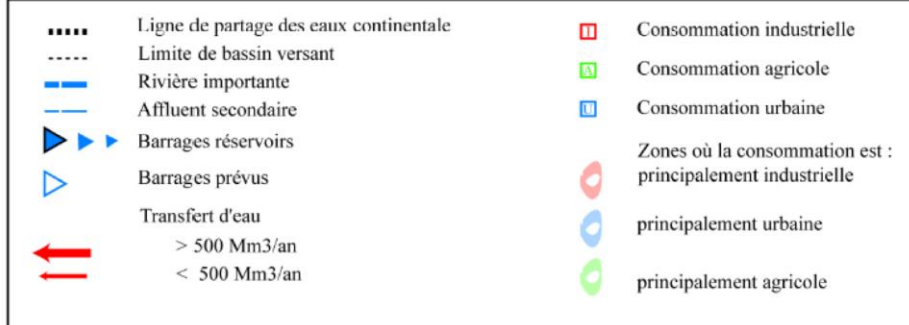 Ligne de partage des eaux continentale
Limite de bassin versant
Rivière importante
Affluent secondaire
Barrages réservoirs
Barrages prévus
Transfert d'eau
> 500 Mm3/an
< 500 Mm3/an
I Consommation industrielle
A Consommation agricole
U Consommation urbaine
Zones où la consommation est :
principalement industrielle
principalement urbaine
principalement agricole